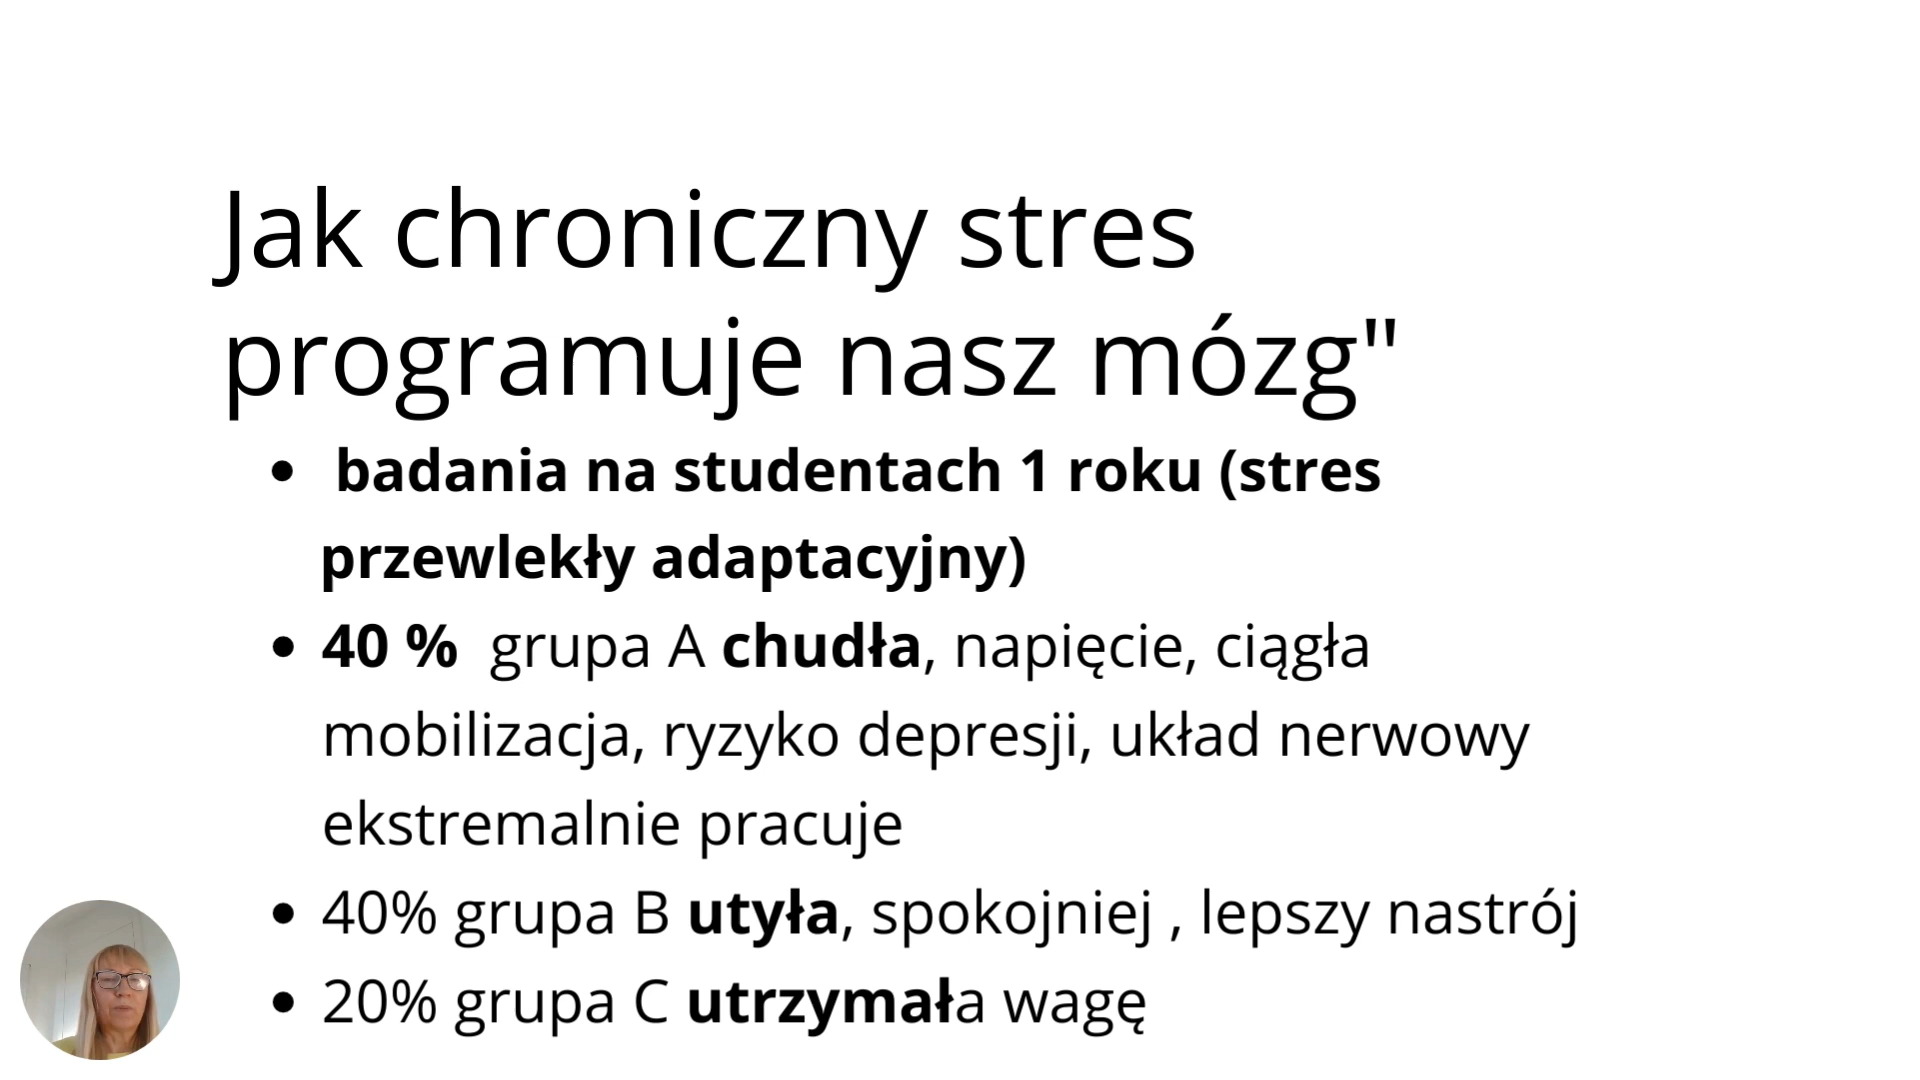 Jak chroniczny stres
programuje nasz mózg"
• badania na studentach 1 roku (stres
przewlekły adaptacyjny)
• 40 % grupa A chudła, napięcie, ciągła
mobilizacja, ryzyko depresji, układ nerwowy
ekstremalnie pracuje
• 40% grupa B utyła, spokojniej , lepszy nastrój
• 20% grupa C utrzymała wagę